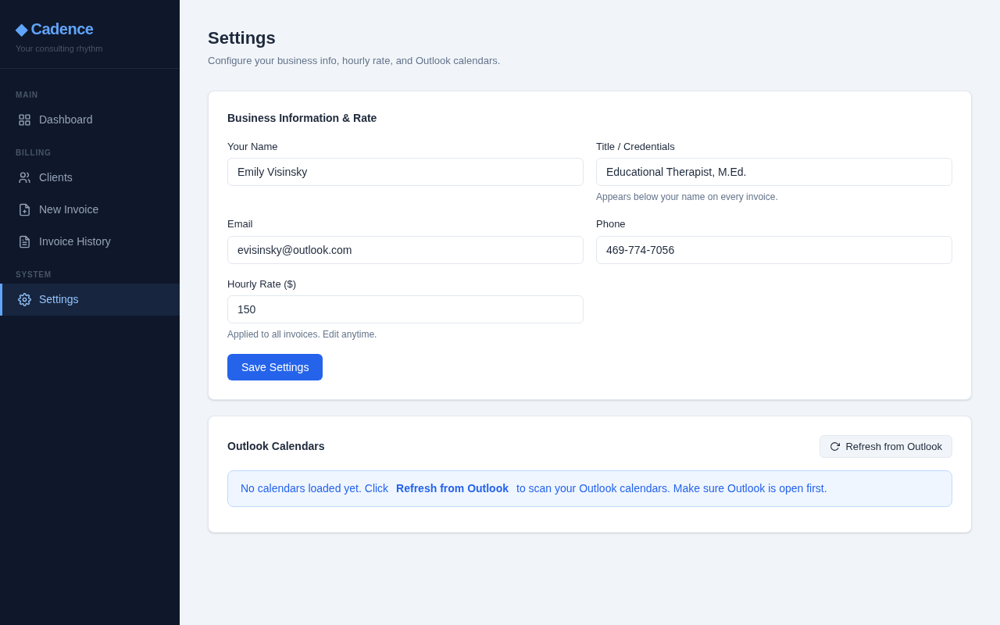 ◆ Cadence
Your consulting rhythm
MAIN
Dashboard
BILLING
Clients
New Invoice
Invoice History
SYSTEM
Settings
Settings
Configure your business info, hourly rate, and Outlook calendars.
Business Information & Rate
Your Name
Emily Visinsky
Title / Credentials
Educational Therapist, M.Ed.
Appears below your name on every invoice.
Email
evisinsky@outlook.com
Phone
469-774-7056
Hourly Rate ($)
150
Applied to all invoices. Edit anytime.
Save Settings
Outlook Calendars
Refresh from Outlook
No calendars loaded yet. Click Refresh from Outlook to scan your Outlook calendars. Make sure Outlook is open first.